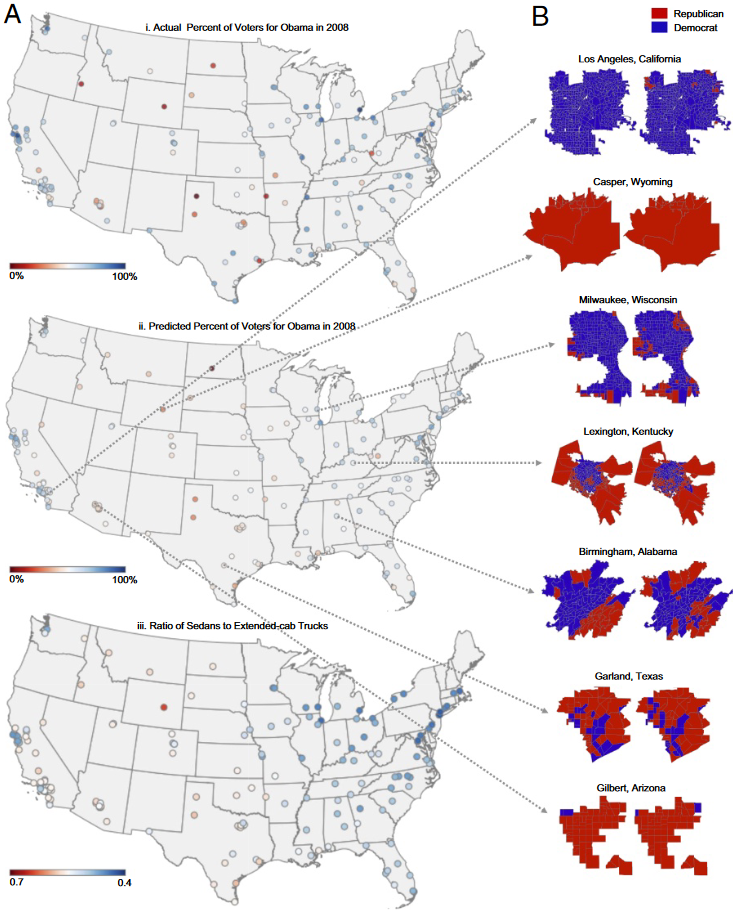 A
i. Actual Percent of Voters for Obama in 2008
0% 100%
ii. Predicted Percent of Voters for Obama in 2008
0% 100%
iii. Ratio of Sedans to Extended-cab Trucks
0.7 0.4
B
Republican
Democrat
Los Angeles, California
Casper, Wyoming
Milwaukee, Wisconsin
Lexington, Kentucky
Birmingham, Alabama
Garland, Texas
Gilbert, Arizona